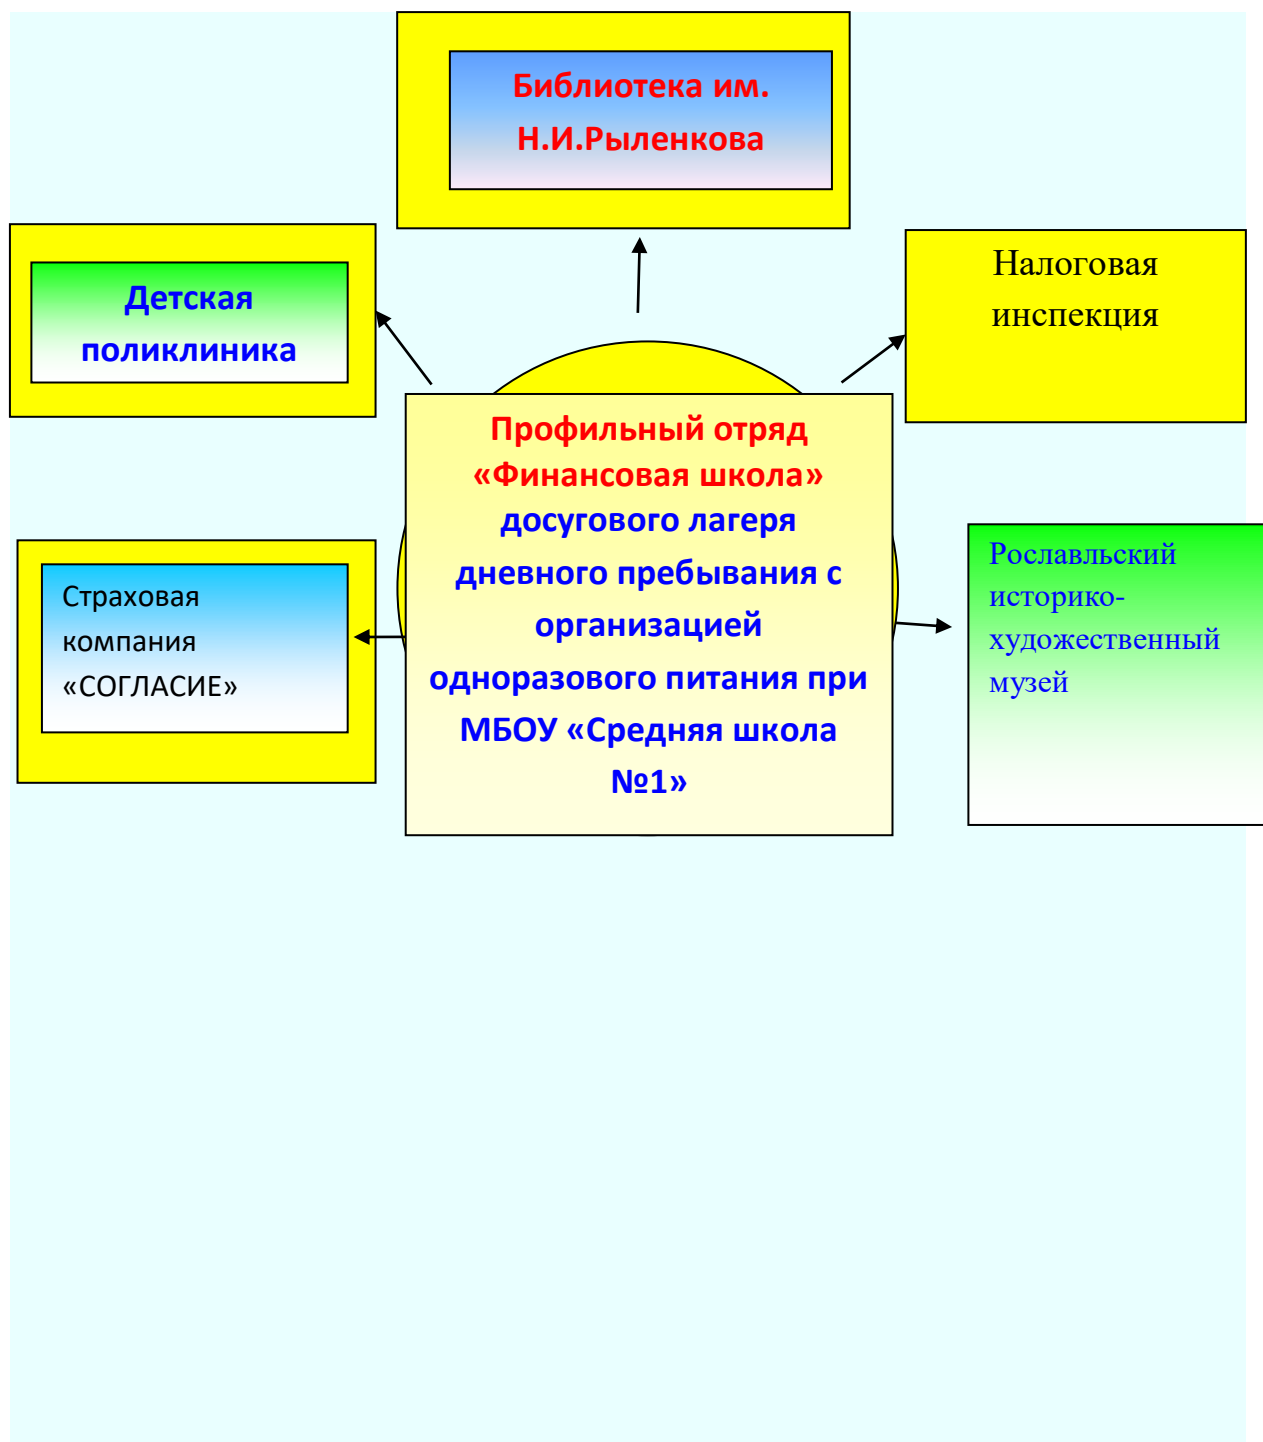 Библиотека им.
Н.И.Рыленкова
Детская
поликлиника
Налоговая
инспекция
Профильный отряд
«Финансовая школа»
досугового лагеря
дневного пребывания с
организацией
одноразового питания при
МБОУ «Средняя школа
№1»
Страховая
компания
«СОГЛАСИЕ»
Рославльский
историко-
художественный
музей